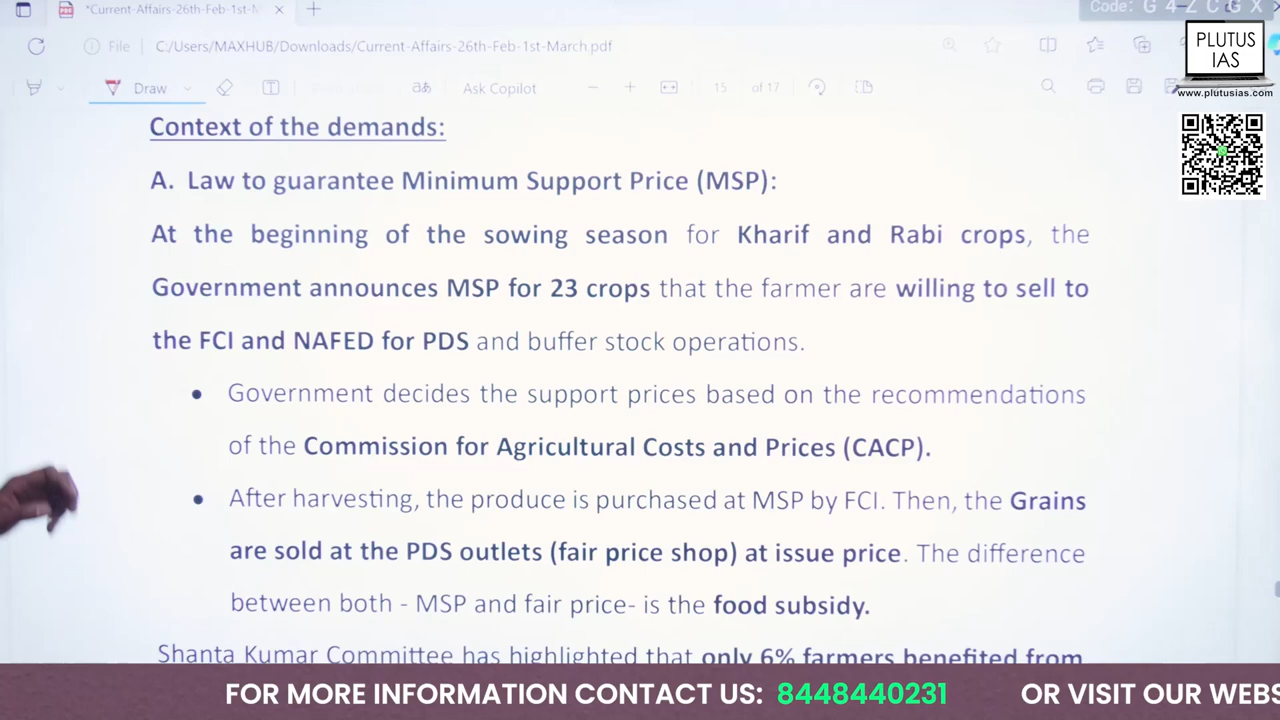 *Current-Affairs-26th-Feb-1st-M
Code: G 4 Z C G X
File
C:/Users/MAXHUB/Downloads/Current-Affairs-26th-Feb-1st-March.pdf
PLUTUS
IAS
www.plutusias.com
Draw
aあ
Ask Copilot
15 of 17
Context of the demands:
A. Law to guarantee Minimum Support Price (MSP):
At the beginning of the sowing season for Kharif and Rabi crops, the
Government announces MSP for 23 crops that the farmer are willing to sell to
the FCI and NAFED for PDS and buffer stock operations.
• Government decides the support prices based on the recommendations
of the Commission for Agricultural Costs and Prices (CACP).
• After harvesting, the produce is purchased at MSP by FCI. Then, the Grains
are sold at the PDS outlets (fair price shop) at issue price. The difference
between both - MSP and fair price- is the food subsidy.
Shanta Kumar Committee has highlighted that only 6% farmers benefited from
FOR MORE INFORMATION CONTACT US: 8448440231 OR VISIT OUR WEBS